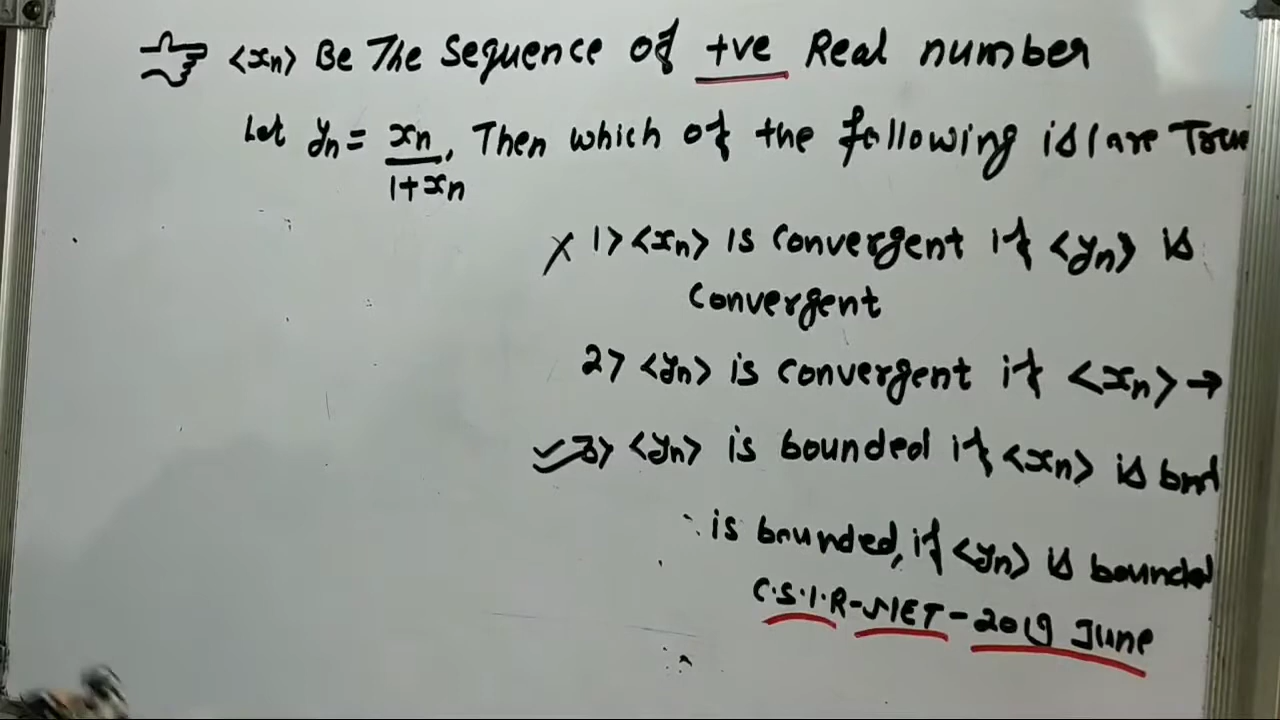 <xn> Be The Sequence of +ve Real number
Let yn = xn/1+xn, Then which of the following is/are True
× 1> <xn> is convergent if <yn> is
convergent
2> <yn> is convergent if <xn> →
✓ 3> <yn> is bounded if <xn> is bnd
is bounded, if <yn> is bounded
C.S.I.R-NET-2019 June